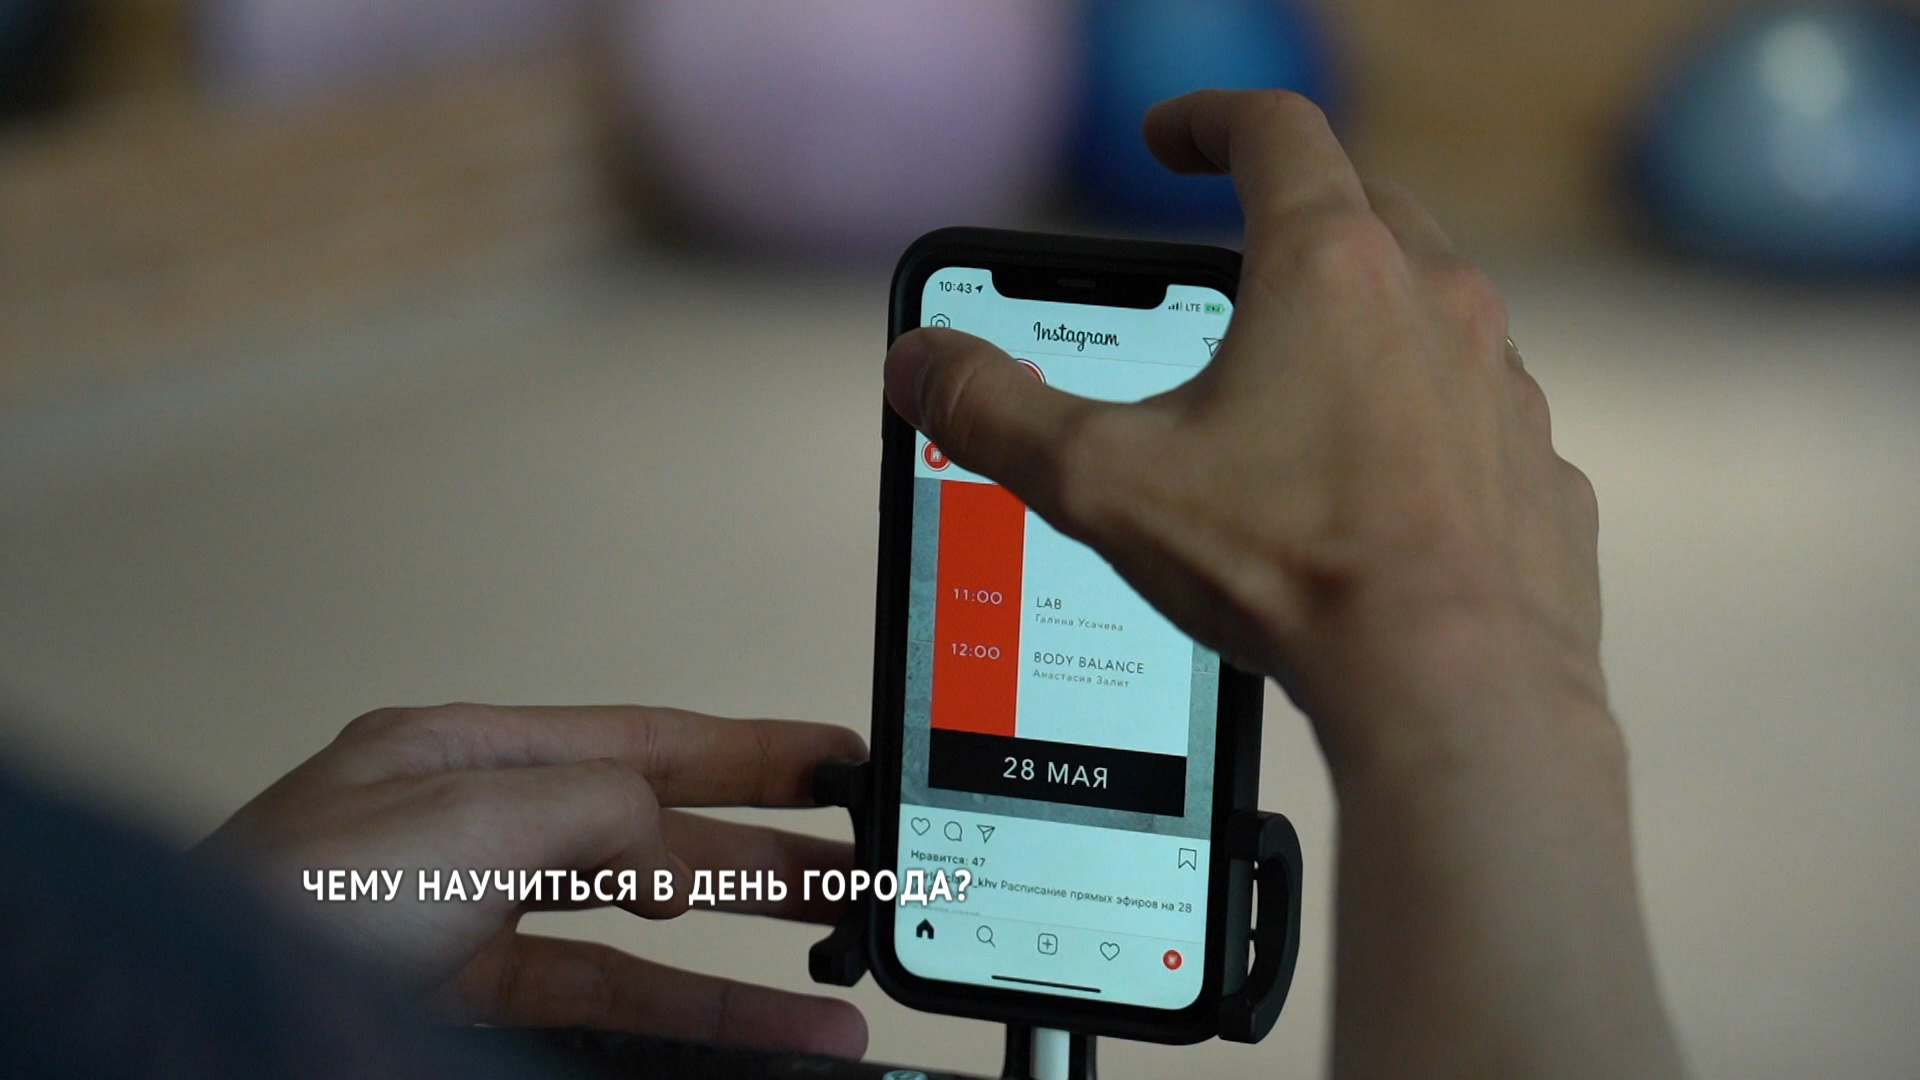 10:43
LTE
Instagram
11:00
LAB
Галина Усачева
12:00
BODY BALANCE
Анастасия Залит
28 МАЯ
Нравится: 47
_khv Расписание прямых эфиров на 28
ЧЕМУ НАУЧИТЬСЯ В ДЕНЬ ГОРОДА?